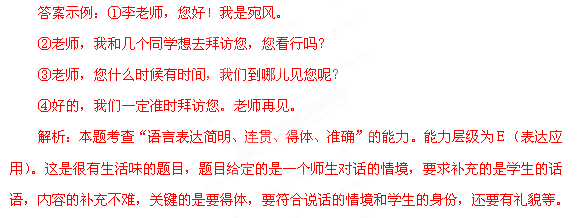 答案示例：①李老师，您好！我是宛风。
②老师，我和几个同学想去拜访您，您看行吗？
③老师，您什么时候有时间，我们到哪儿见您呢？
④好的，我们一定准时拜访您。老师再见。
解析：本题考查“语言表达简明、连贯、得体、准确”的能力。能力层级为E（表达应
用）。这是很有生活味的题目，题目给定的是一个师生对话的情境，要求补充的是学生的话
语，内容的补充不难，关键的是要得体，要符合说话的情境和学生的身份，还要有礼貌等。